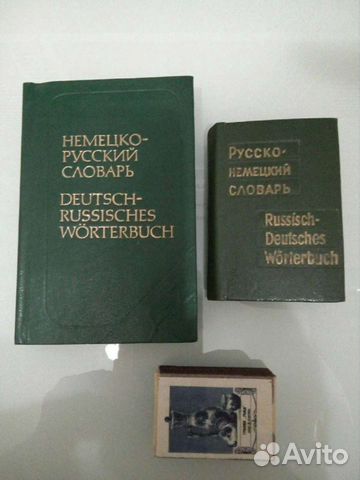 НЕМЕЦКО-
РУССКИЙ
СЛОВАРЬ
DEUTSCH-
RUSSISCHES
WÖRTERBUCH
РУССКО-
НЕМЕЦКИЙ
СЛОВАРЬ
Russisch-
Deutsches
Wörterbuch
Avito